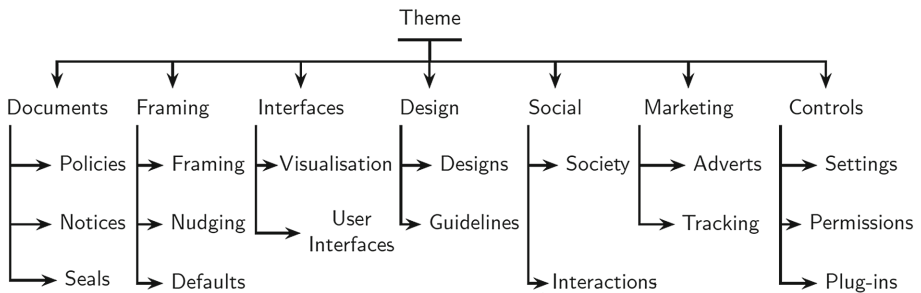 Theme
Documents Framing Interfaces Design Social Marketing Controls
Policies Framing Visualisation Designs Society Adverts Settings
Notices Nudging User Interfaces Guidelines Tracking Permissions
Seals Defaults Interactions Plug-ins